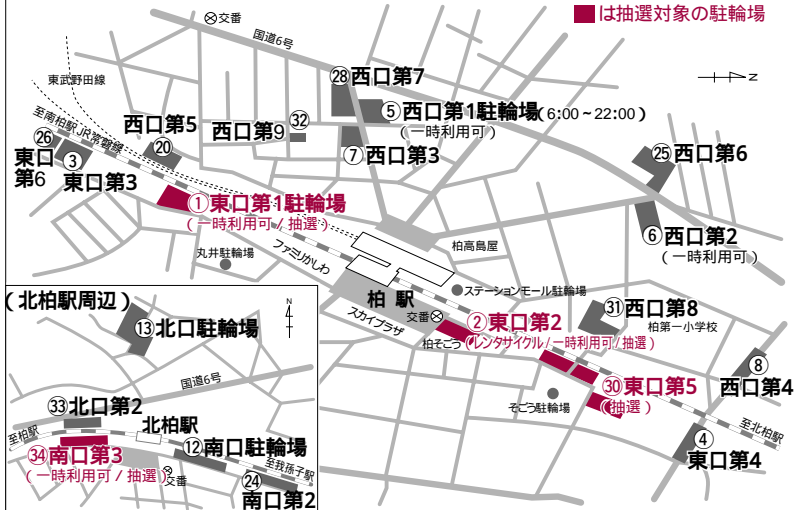 は抽選対象の駐輪場
交番
国道6号
N
東武野田線
至南柏駅
JR常磐線
㉖
東口
第6
③
東口第3
西口第5
⑳
西口第9
㉜
㉘西口第7
⑤西口第1駐輪場(6:00~22:00)
(一時利用可)
⑦西口第3
㉕西口第6
⑥西口第2
(一時利用可)
①東口第1駐輪場
(一時利用可/抽選)
丸井駐輪場
ファミリかしわ
柏高島屋
柏 駅
ステーションモール駐輪場
交番
スカイプラザ
柏そごう
②東口第2
(レンタサイクル/一時利用可/抽選)
㉛西口第8
柏第一小学校
⑧
西口第4
㉚東口第5
(抽選)
そごう駐輪場
至北柏駅
④
東口第4
(北柏駅周辺)
N
⑬北口駐輪場
国道6号
㉝北口第2
北柏駅
至柏駅
㉞南口第3
(一時利用可/抽選)
⑫南口駐輪場
至我孫子駅
交番
㉔
南口第2